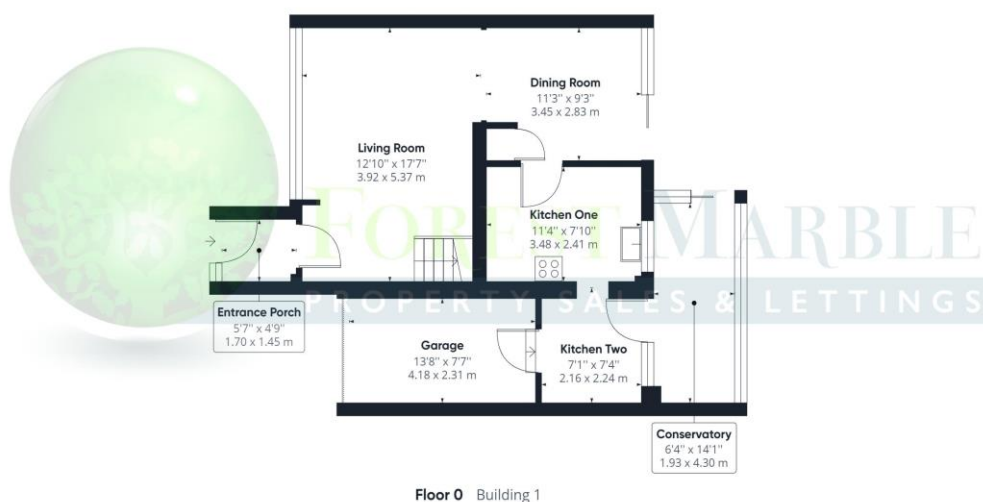 Dining Room
11'3" x 9'3"
3.45 x 2.83 m
Living Room
12'10" x 17'7"
3.92 x 5.37 m
Kitchen One
11'4" x 7'10"
3.48 x 2.41 m
FOREST MARBLE
PROPERTY SALES & LETTINGS
Entrance Porch
5'7" x 4'9"
1.70 x 1.45 m
Garage
13'8" x 7'7"
4.18 x 2.31 m
Kitchen Two
7'1" x 7'4"
2.16 x 2.24 m
Conservatory
6'4" x 14'1"
1.93 x 4.30 m
Floor 0 Building 1